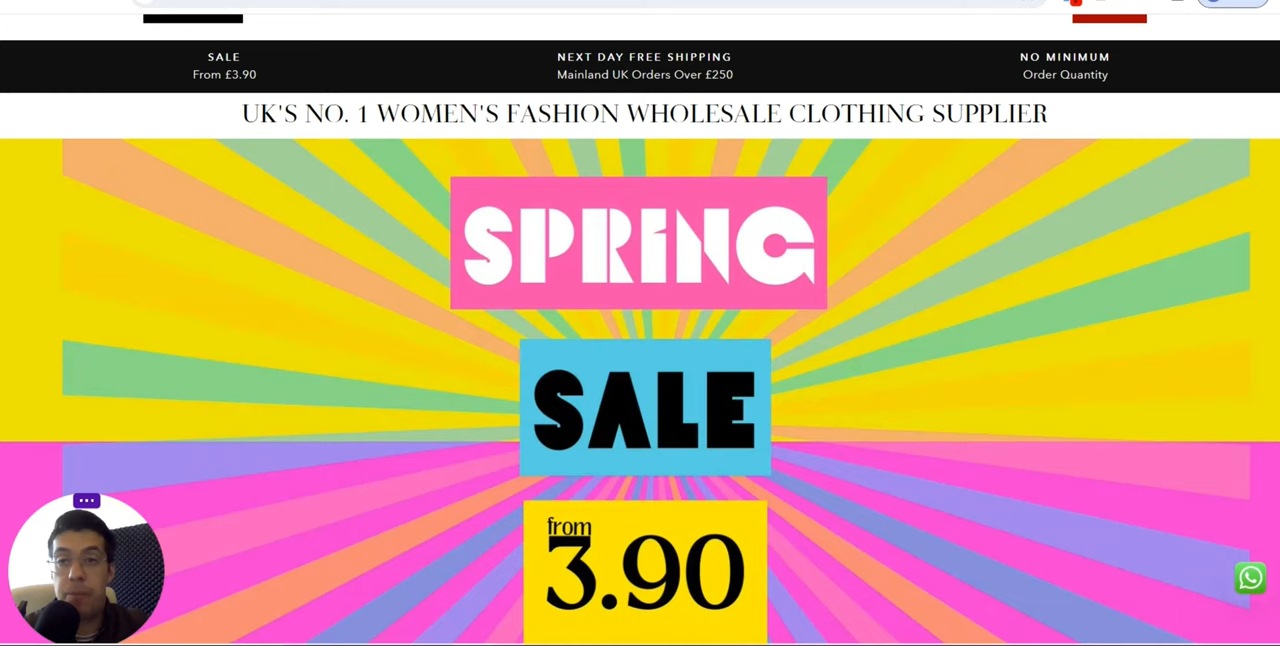 SALE
From £3.90
NEXT DAY FREE SHIPPING
Mainland UK Orders Over £250
NO MINIMUM
Order Quantity
UK'S NO. 1 WOMEN'S FASHION WHOLESALE CLOTHING SUPPLIER
SPRING
SALE
from
3.90